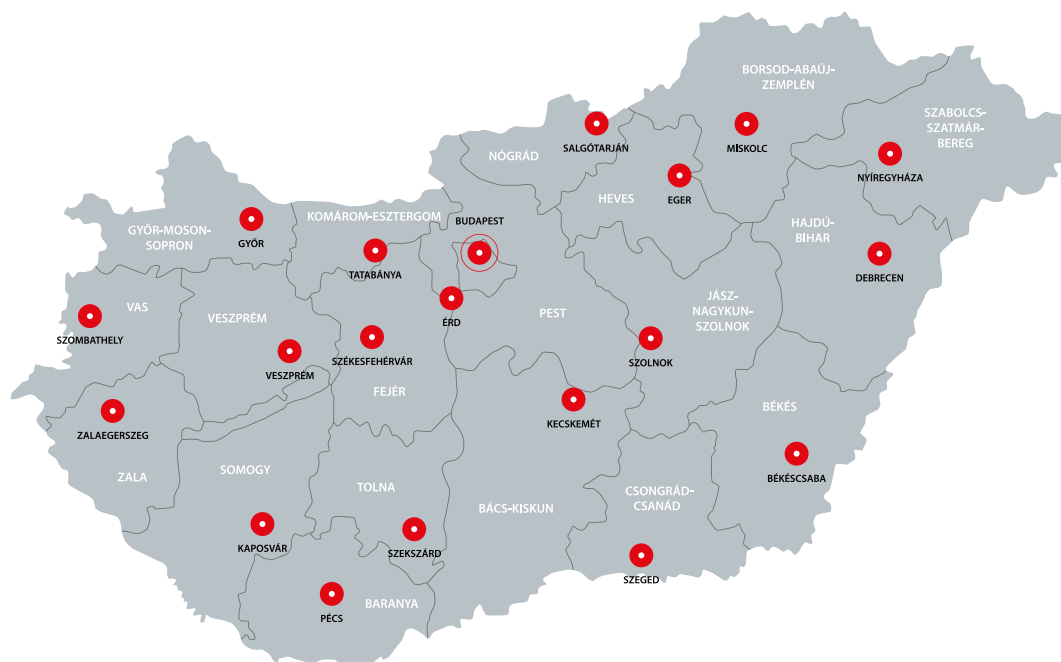 BORSOD-ABAÚJ-
ZEMPLÉN
SZABOLCS-
SZATMÁR-
BEREG
SALGÓTARJÁN
MISKOLC
NÓGRÁD
NYÍREGYHÁZA
HEVES
EGER
KOMÁROM-ESZTERGOM
BUDAPEST
HAJDÚ-
BIHAR
GYŐR-MOSON-
SOPRON
GYŐR
TATABÁNYA
DEBRECEN
VAS
VESZPRÉM
ÉRD
PEST
JÁSZ-
NAGYKUN-
SZOLNOK
SZOMBATHELY
SZÉKESFEHÉRVÁR
SZOLNOK
VESZPRÉM
FEJÉR
KECSKEMÉT
BÉKÉS
ZALAEGERSZEG
ZALA
SOMOGY
TOLNA
BÁCS-KISKUN
CSONGRÁD-
CSANÁD
BÉKÉSCSABA
KAPOSVÁR
SZEKSZÁRD
SZEGED
PÉCS
BARANYA